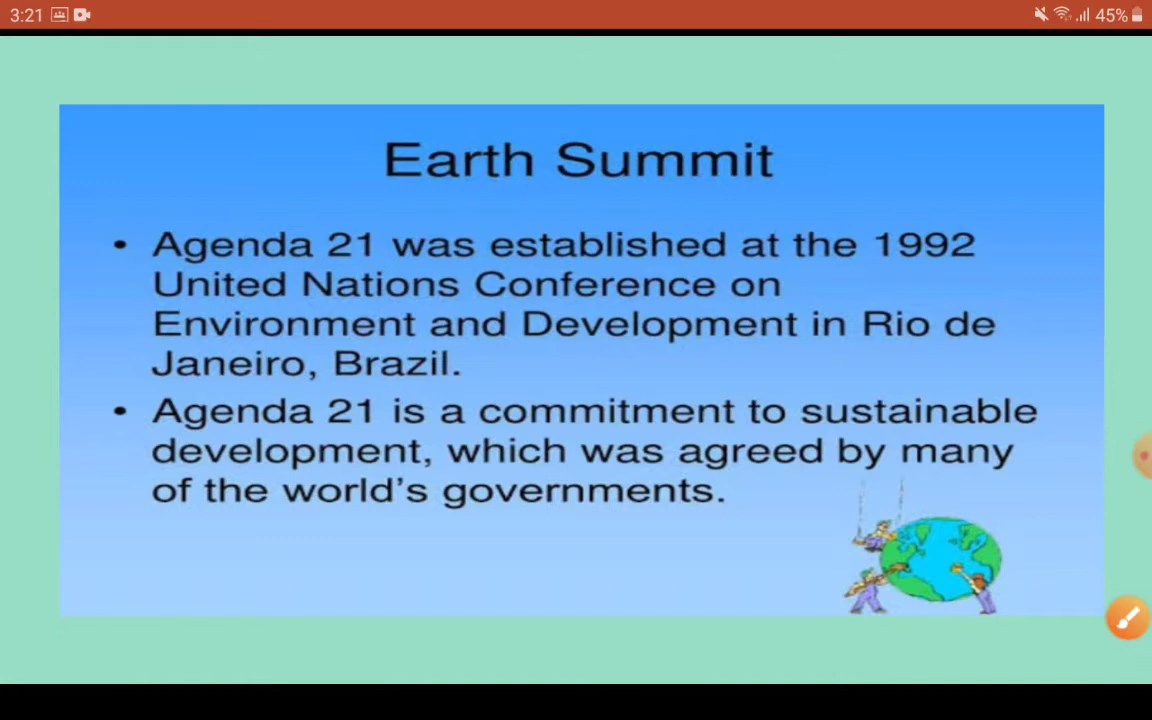 3:21
45%
Earth Summit
• Agenda 21 was established at the 1992
United Nations Conference on
Environment and Development in Rio de
Janeiro, Brazil.
• Agenda 21 is a commitment to sustainable
development, which was agreed by many
of the world's governments.